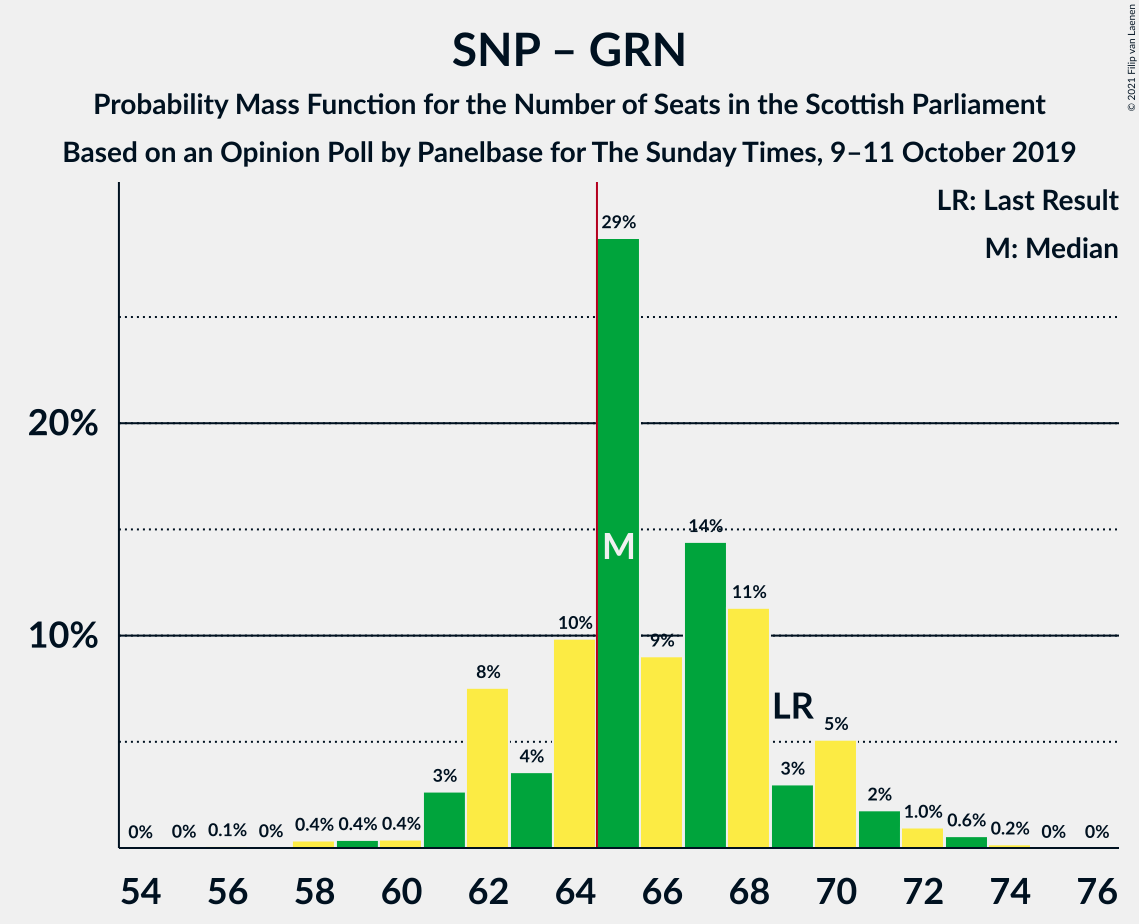 SNP – GRN
Probability Mass Function for the Number of Seats in the Scottish Parliament
Based on an Opinion Poll by Panelbase for The Sunday Times, 9–11 October 2019
© 2021 Filip van Laenen
LR: Last Result
M: Median
20%
10%
0% 0% 0.1% 0% 0.4% 0.4% 0.4% 3% 8% 4% 10% 29% 9% 14% 11% 3% 5% 2% 1.0% 0.6% 0.2% 0% 0%
M
LR
54 56 58 60 62 64 66 68 70 72 74 76